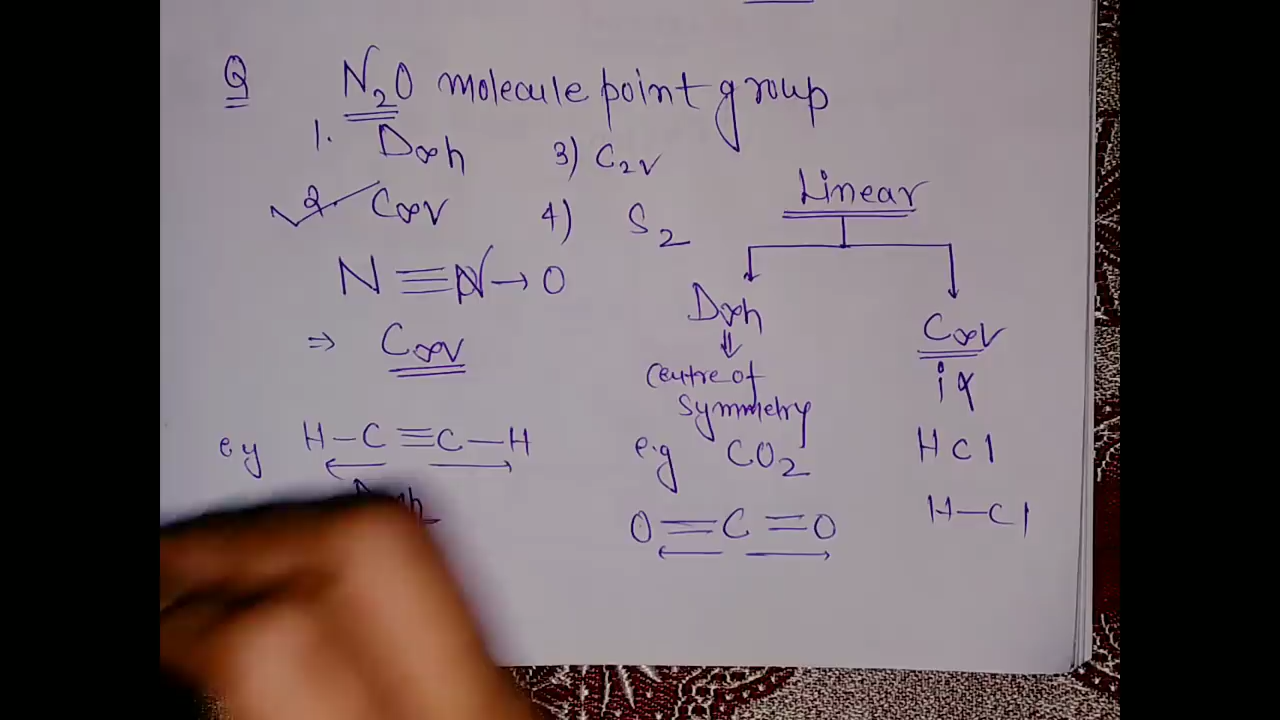 Q N₂O molecule point group
1. D∞h 3) C₂v
2. C∞v 4) S₂
N≡N→O
⇒ C∞v
e.g H-C≡C-H
D∞h
Linear
D∞h
⇓
Centre of
Symmetry
e.g CO₂
O=C=O
C∞v
i x
HCl
H-Cl